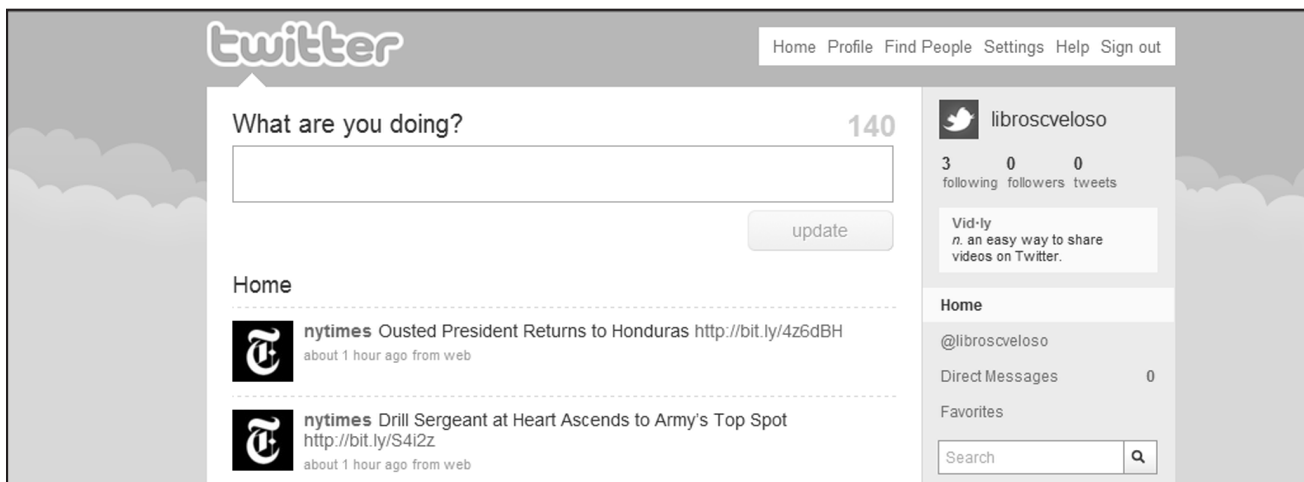 twitter
Home Profile Find People Settings Help Sign out
What are you doing?
140
update
Home
nytimes Ousted President Returns to Honduras http://bit.ly/4z6dBH
about 1 hour ago from web
nytimes Drill Sergeant at Heart Ascends to Army's Top Spot
http://bit.ly/S4i2z
about 1 hour ago from web
libroscveloso
3 0 0
following followers tweets
Vid·ly
n. an easy way to share
videos on Twitter.
Home
@libroscveloso
Direct Messages 0
Favorites
Search